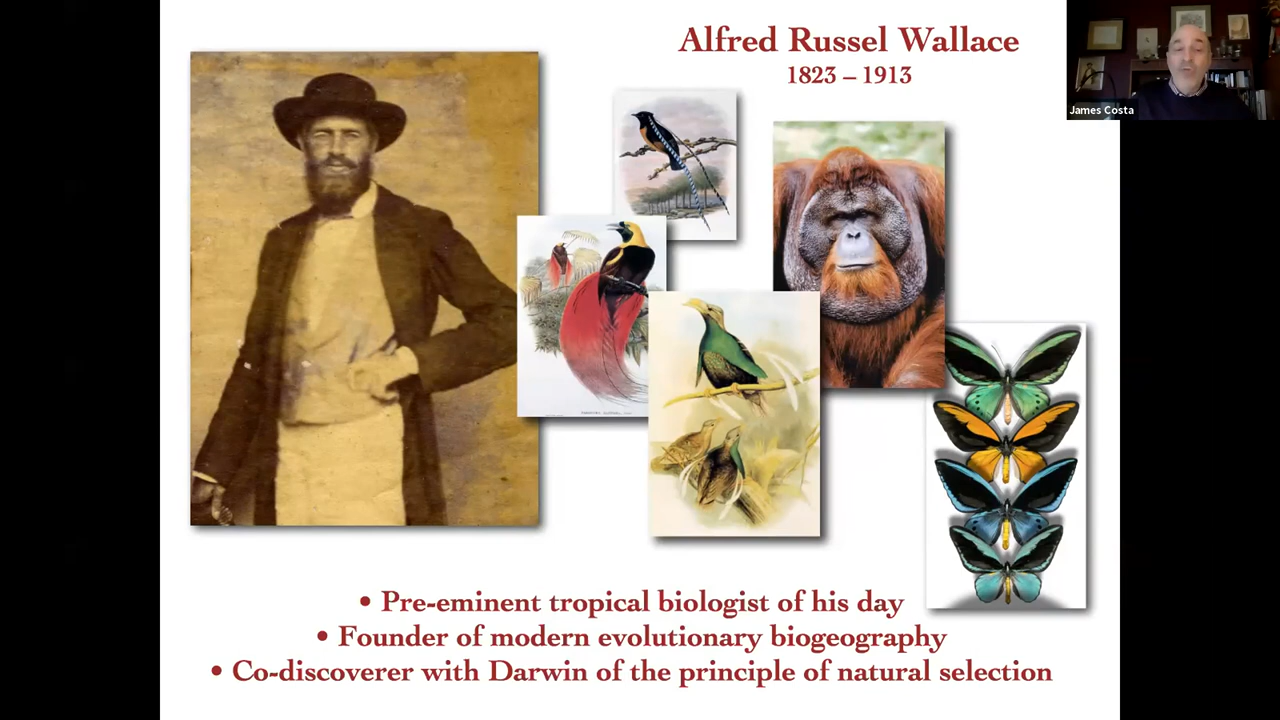 Alfred Russel Wallace
1823 – 1913
James Costa
• Pre-eminent tropical biologist of his day
• Founder of modern evolutionary biogeography
• Co-discoverer with Darwin of the principle of natural selection